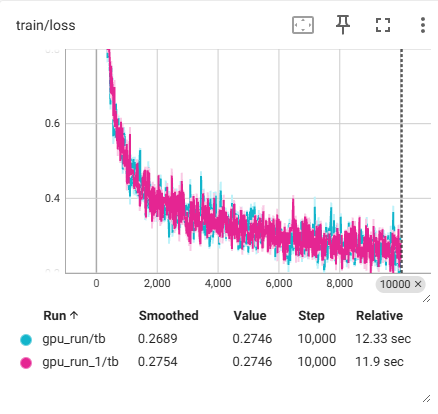 train/loss
0.6
0.4
0 2,000 4,000 6,000 8,000 10000 ×
Run ↑ Smoothed Value Step Relative
gpu_run/tb 0.2689 0.2746 10,000 12.33 sec
gpu_run_1/tb 0.2754 0.2746 10,000 11.9 sec